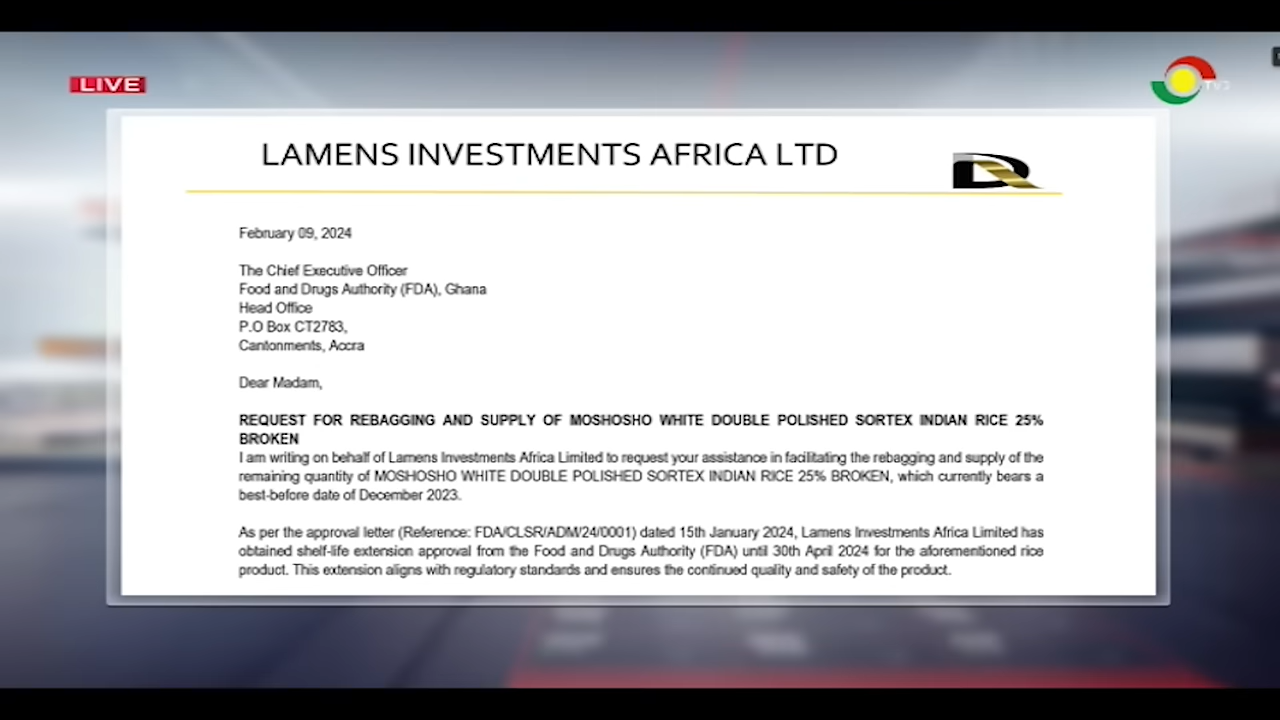 LIVE
TV3
LAMENS INVESTMENTS AFRICA LTD
February 09, 2024
The Chief Executive Officer
Food and Drugs Authority (FDA), Ghana
Head Office
P.O Box CT2783,
Cantonments, Accra
Dear Madam,
REQUEST FOR REBAGGING AND SUPPLY OF MOSHOSHO WHITE DOUBLE POLISHED SORTEX INDIAN RICE 25%
BROKEN
I am writing on behalf of Lamens Investments Africa Limited to request your assistance in facilitating the rebagging and supply of the
remaining quantity of MOSHOSHO WHITE DOUBLE POLISHED SORTEX INDIAN RICE 25% BROKEN, which currently bears a
best-before date of December 2023.
As per the approval letter (Reference: FDA/CLSR/ADM/24/0001) dated 15th January 2024, Lamens Investments Africa Limited has
obtained shelf-life extension approval from the Food and Drugs Authority (FDA) until 30th April 2024 for the aforementioned rice
product. This extension aligns with regulatory standards and ensures the continued quality and safety of the product.